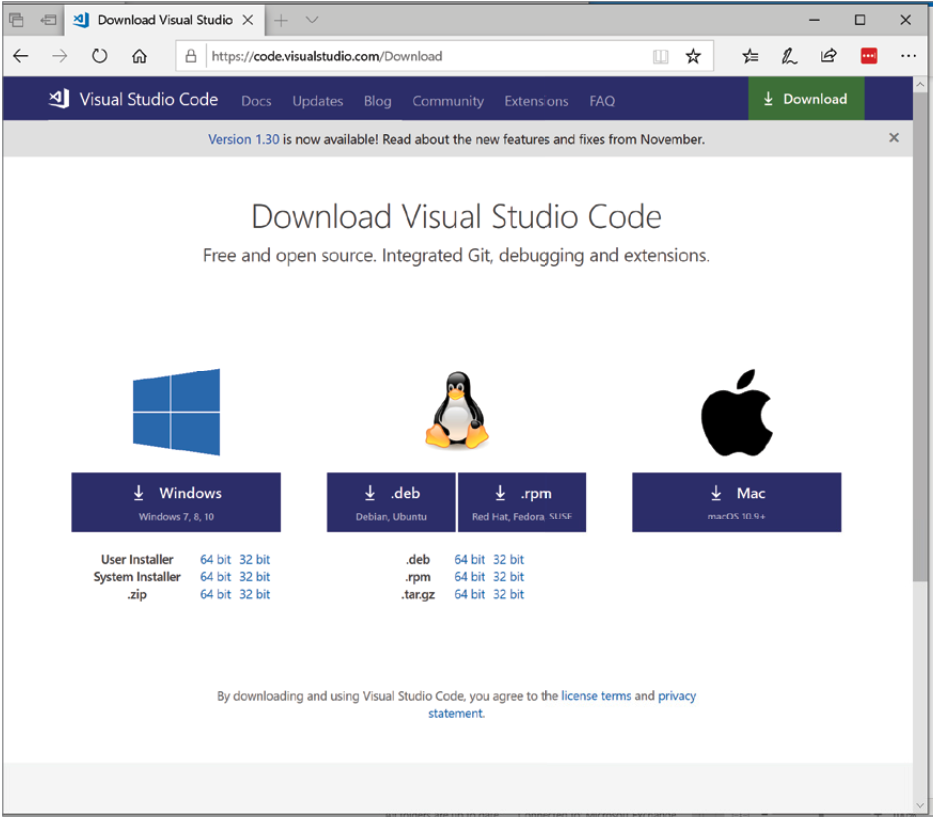 Download Visual Studio
https://code.visualstudio.com/Download
Visual Studio Code Docs Updates Blog Community Extensions FAQ Download
Version 1.30 is now available! Read about the new features and fixes from November.
Download Visual Studio Code
Free and open source. Integrated Git, debugging and extensions.
Windows
Windows 7, 8, 10
.deb
Debian, Ubuntu
.rpm
Red Hat, Fedora, SUSE
Mac
macOS 10.9+
User Installer 64 bit 32 bit
System Installer 64 bit 32 bit
.zip 64 bit 32 bit
.deb 64 bit 32 bit
.rpm 64 bit 32 bit
.tar.gz 64 bit 32 bit
By downloading and using Visual Studio Code, you agree to the license terms and privacy
statement.